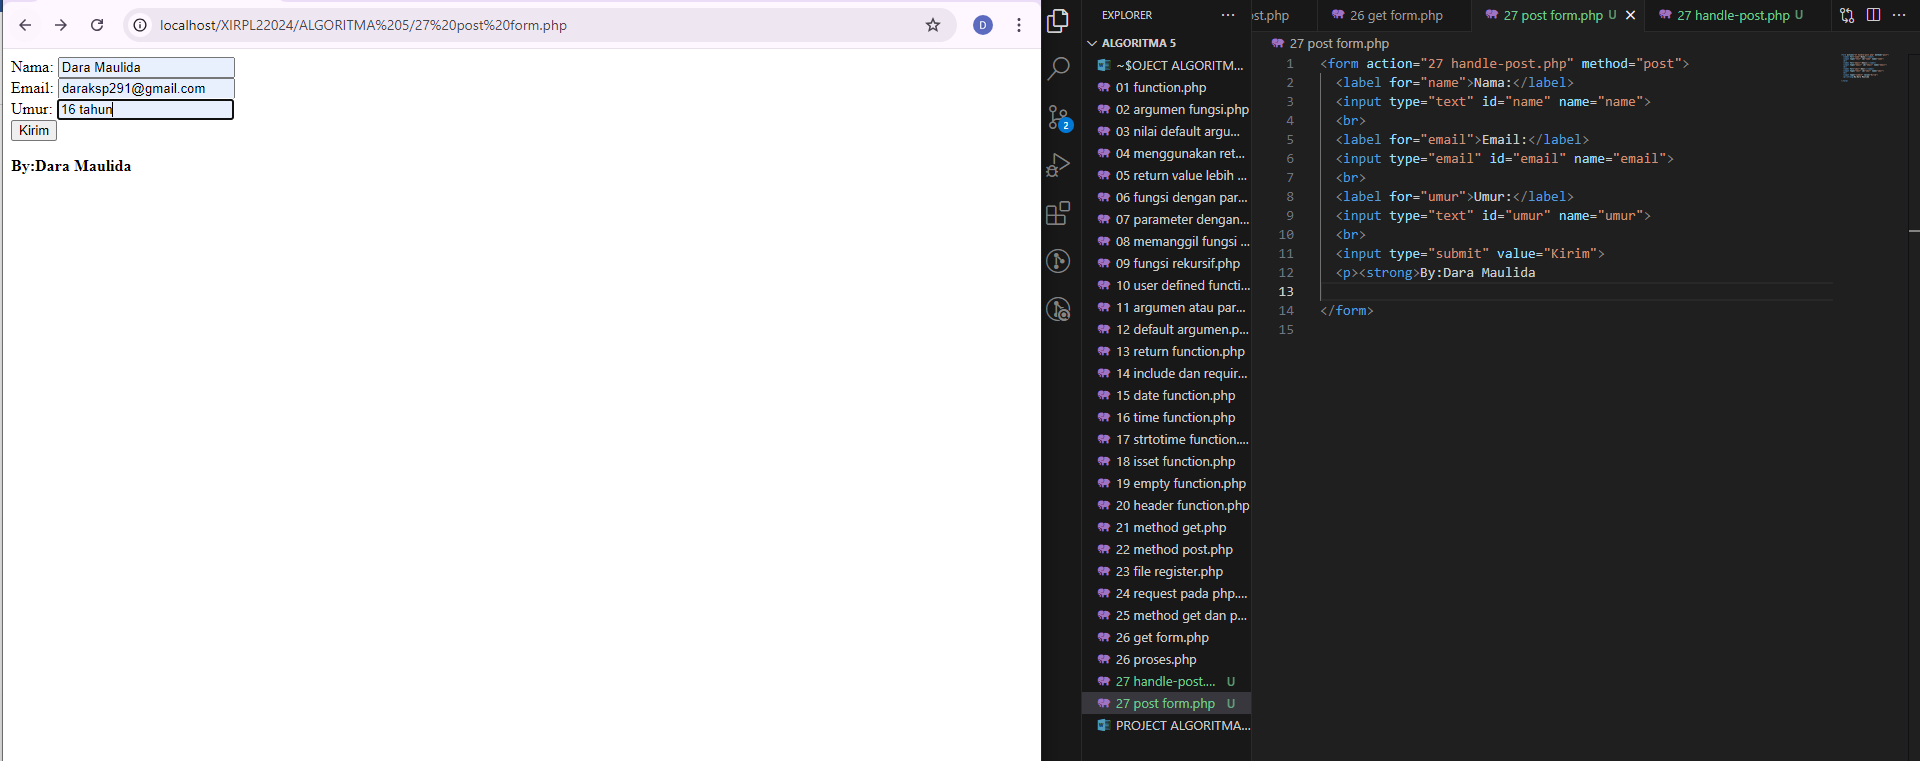 localhost/XIRPL22024/ALGORITMA%205/27%20post%20form.php
D
Nama: Dara Maulida
Email: daraksp291@gmail.com
Umur: 16 tahun
Kirim
By:Dara Maulida
2
EXPLORER
ALGORITMA 5
~$OJECT ALGORITM...
01 function.php
02 argumen fungsi.php
03 nilai default argu...
04 menggunakan ret...
05 return value lebih ...
06 fungsi dengan par...
07 parameter dengan...
08 memanggil fungsi ...
09 fungsi rekursif.php
10 user defined functi...
11 argumen atau par...
12 default argumen.p...
13 return function.php
14 include dan requir...
15 date function.php
16 time function.php
17 strtotime function....
18 isset function.php
19 empty function.php
20 header function.php
21 method get.php
22 method post.php
23 file register.php
24 request pada php....
25 method get dan p...
26 get form.php
26 proses.php
27 handle-post.... U
27 post form.php U
PROJECT ALGORITMA...
ost.php 26 get form.php 27 post form.php U 27 handle-post.php U
27 post form.php
1 <form action="27 handle-post.php" method="post">
2 <label for="name">Nama:</label>
3 <input type="text" id="name" name="name">
4 <br>
5 <label for="email">Email:</label>
6 <input type="email" id="email" name="email">
7 <br>
8 <label for="umur">Umur:</label>
9 <input type="text" id="umur" name="umur">
10 <br>
11 <input type="submit" value="Kirim">
12 <p><strong>By:Dara Maulida
13
14 </form>
15